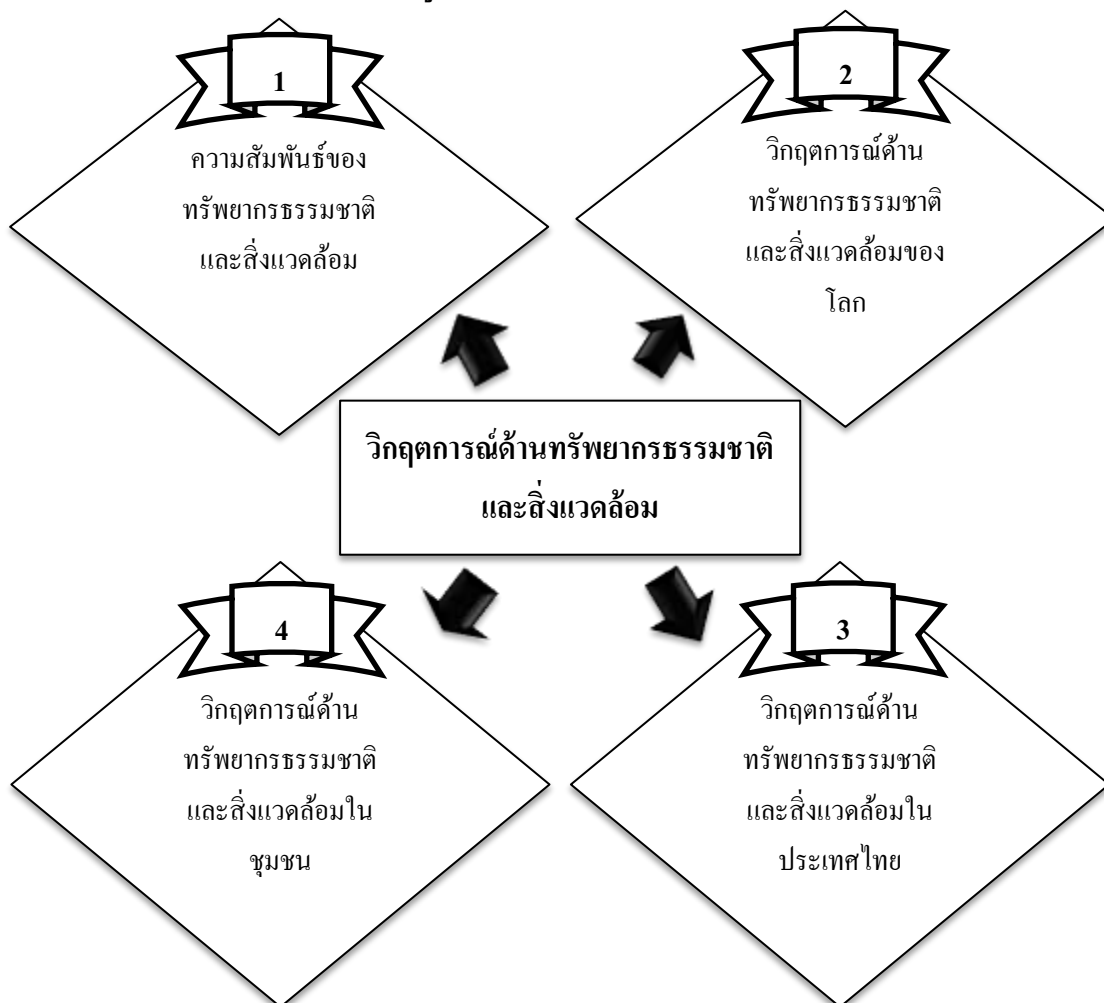 1
ความสัมพันธ์ของ
ทรัพยากรธรรมชาติ
และสิ่งแวดล้อม
2
วิกฤตการณ์ด้าน
ทรัพยากรธรรมชาติ
และสิ่งแวดล้อมของ
โลก
วิกฤตการณ์ด้านทรัพยากรธรรมชาติ
และสิ่งแวดล้อม
4
วิกฤตการณ์ด้าน
ทรัพยากรธรรมชาติ
และสิ่งแวดล้อมใน
ชุมชน
3
วิกฤตการณ์ด้าน
ทรัพยากรธรรมชาติ
และสิ่งแวดล้อมใน
ประเทศไทย